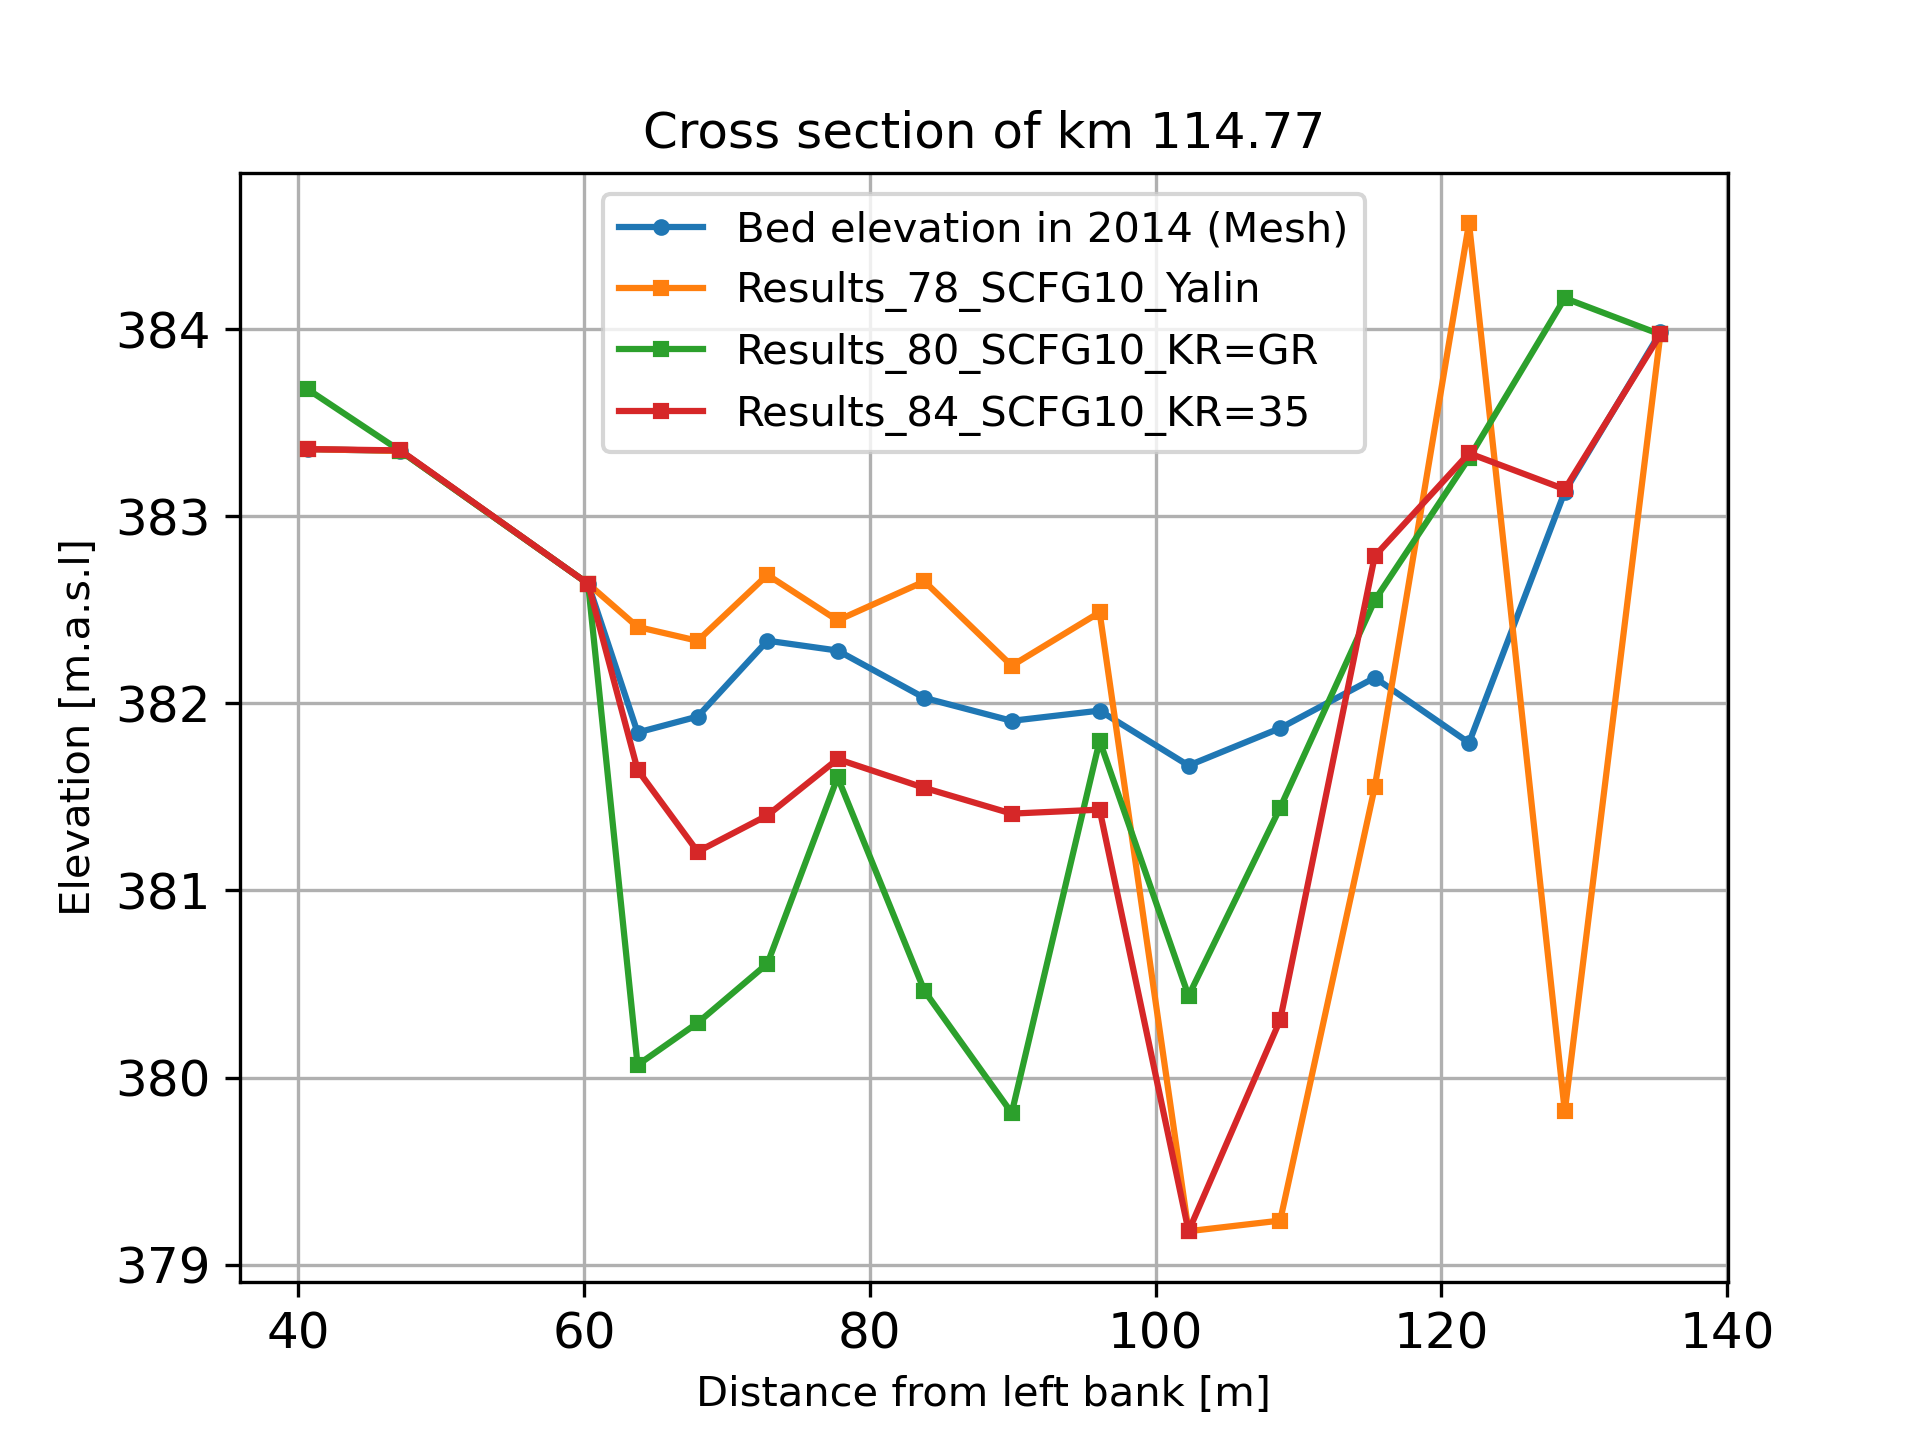 Cross section of km 114.77
Bed elevation in 2014 (Mesh)
Results_78_SCFG10_Yalin
Results_80_SCFG10_KR=GR
Results_84_SCFG10_KR=35
Elevation [m.a.s.l]
384
383
382
381
380
379
40 60 80 100 120 140
Distance from left bank [m]